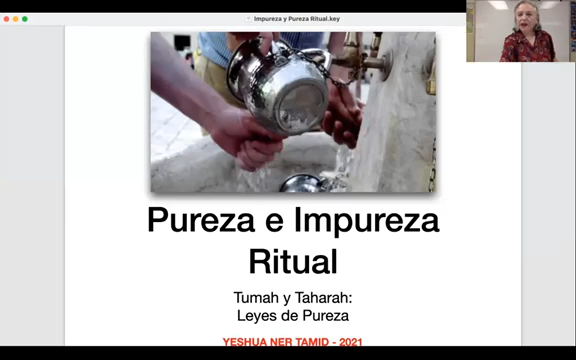 Impureza y Pureza Ritual.key
Pureza e Impureza
Ritual
Tumah y Taharah:
Leyes de Pureza
YESHUA NER TAMID - 2021